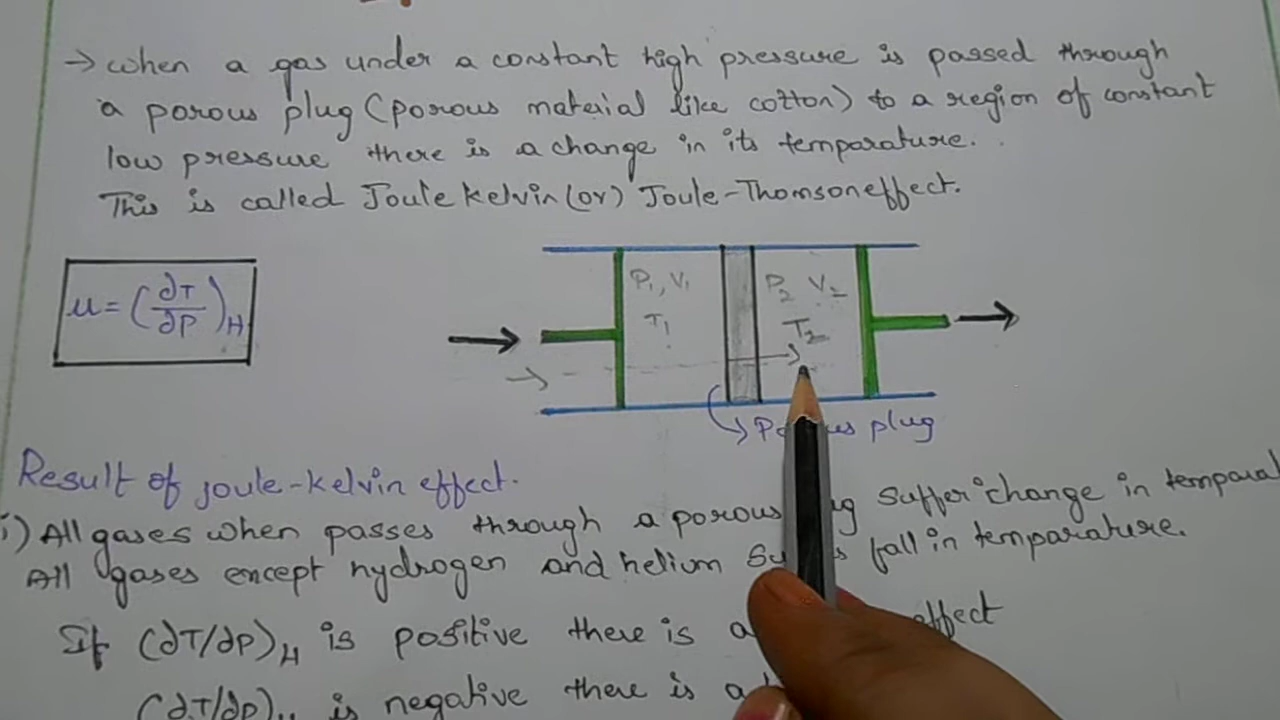 → When a gas under a constant high pressure is passed through
a porous plug (porous material like cotton) to a region of constant
low pressure there is a change in its temparature.
This is called Joule kelvin (or) Joule-Thomson effect.
μ = (∂T/∂P)H
P1, V1
T1
P2 V2
T2
plug
Result of joule-kelvin effect.
i) All gases when passes through a porous suffer change in
All gases except hydrogen and helium fall in temparature.
If (∂T/∂P)H is positive there is a effect
(∂T/∂P)H is negative there is a